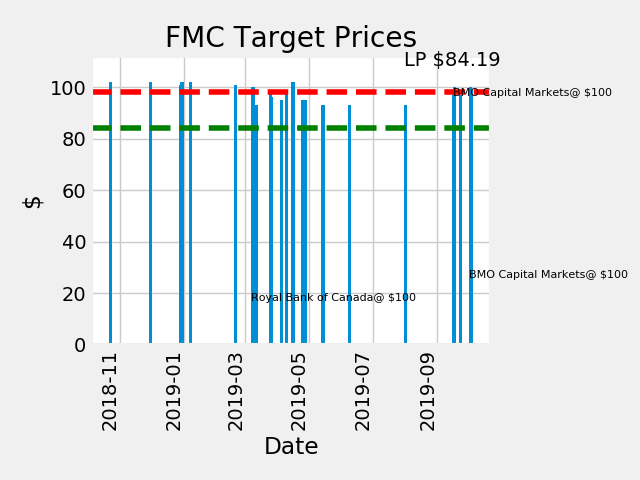 FMC Target Prices
LP $84.19
100
BMO Capital Markets@ $100
80
60
$
40
BMO Capital Markets@ $100
20
Royal Bank of Canada@ $100
0
2018-11
2019-01
2019-03
2019-05
2019-07
2019-09
Date